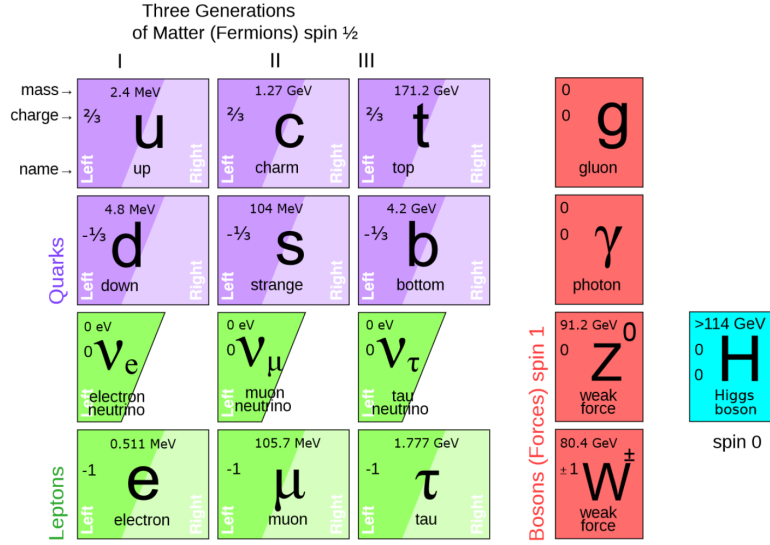 Three Generations
of Matter (Fermions) spin ½
I II III
mass→
charge→
name→
2.4 MeV
⅔
u
up
Left
Right
1.27 GeV
⅔
c
charm
Left
Right
171.2 GeV
⅔
t
top
Left
Right
0
0
g
gluon
Quarks
4.8 MeV
-⅓
d
down
Left
Right
104 MeV
-⅓
s
strange
Left
Right
4.2 GeV
-⅓
b
bottom
Left
Right
0
0
γ
photon
0 eV
0
νe
electron
neutrino
Left
0 eV
0
νμ
muon
neutrino
Left
0 eV
0
ντ
tau
neutrino
Left
Bosons (Forces) spin 1
91.2 GeV
0
Z0
weak
force
>114 GeV
0
0
H
Higgs
boson
spin 0
Leptons
0.511 MeV
-1
e
electron
Left
Right
105.7 MeV
-1
μ
muon
Left
Right
1.777 GeV
-1
τ
tau
Left
Right
80.4 GeV
±1
W±
weak
force